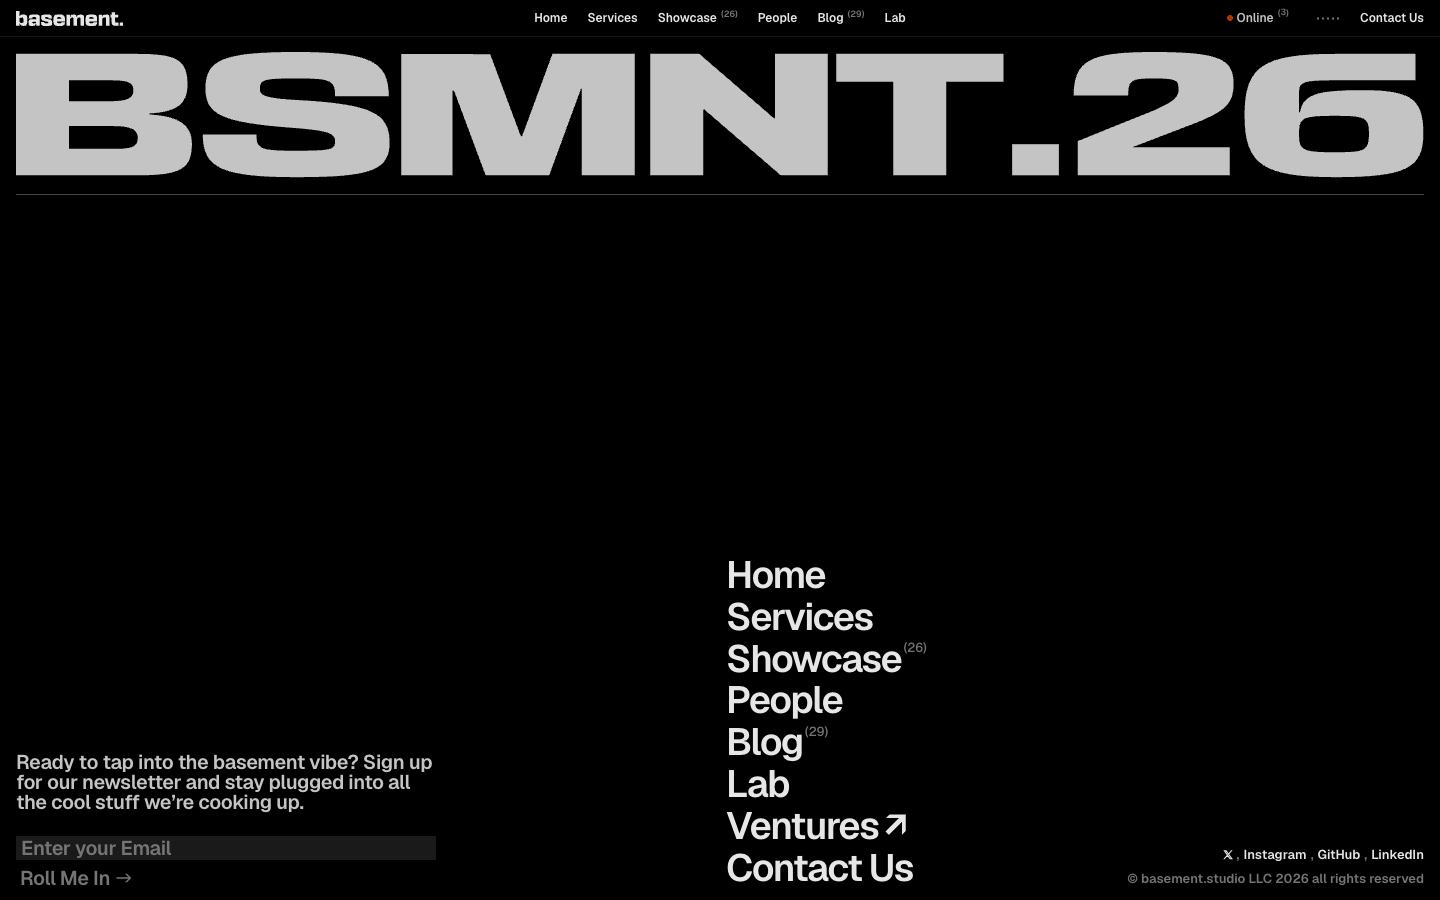 basement.
Home Services Showcase (26) People Blog (29) Lab
Online (3) Contact Us
BSMNT.26
Home
Services
Showcase (26)
People
Blog (29)
Lab
Ventures ↗
Contact Us
Ready to tap into the basement vibe? Sign up
for our newsletter and stay plugged into all
the cool stuff we’re cooking up.
Enter your Email
Roll Me In →
𝕏 , Instagram , GitHub , LinkedIn
© basement.studio LLC 2026 all rights reserved